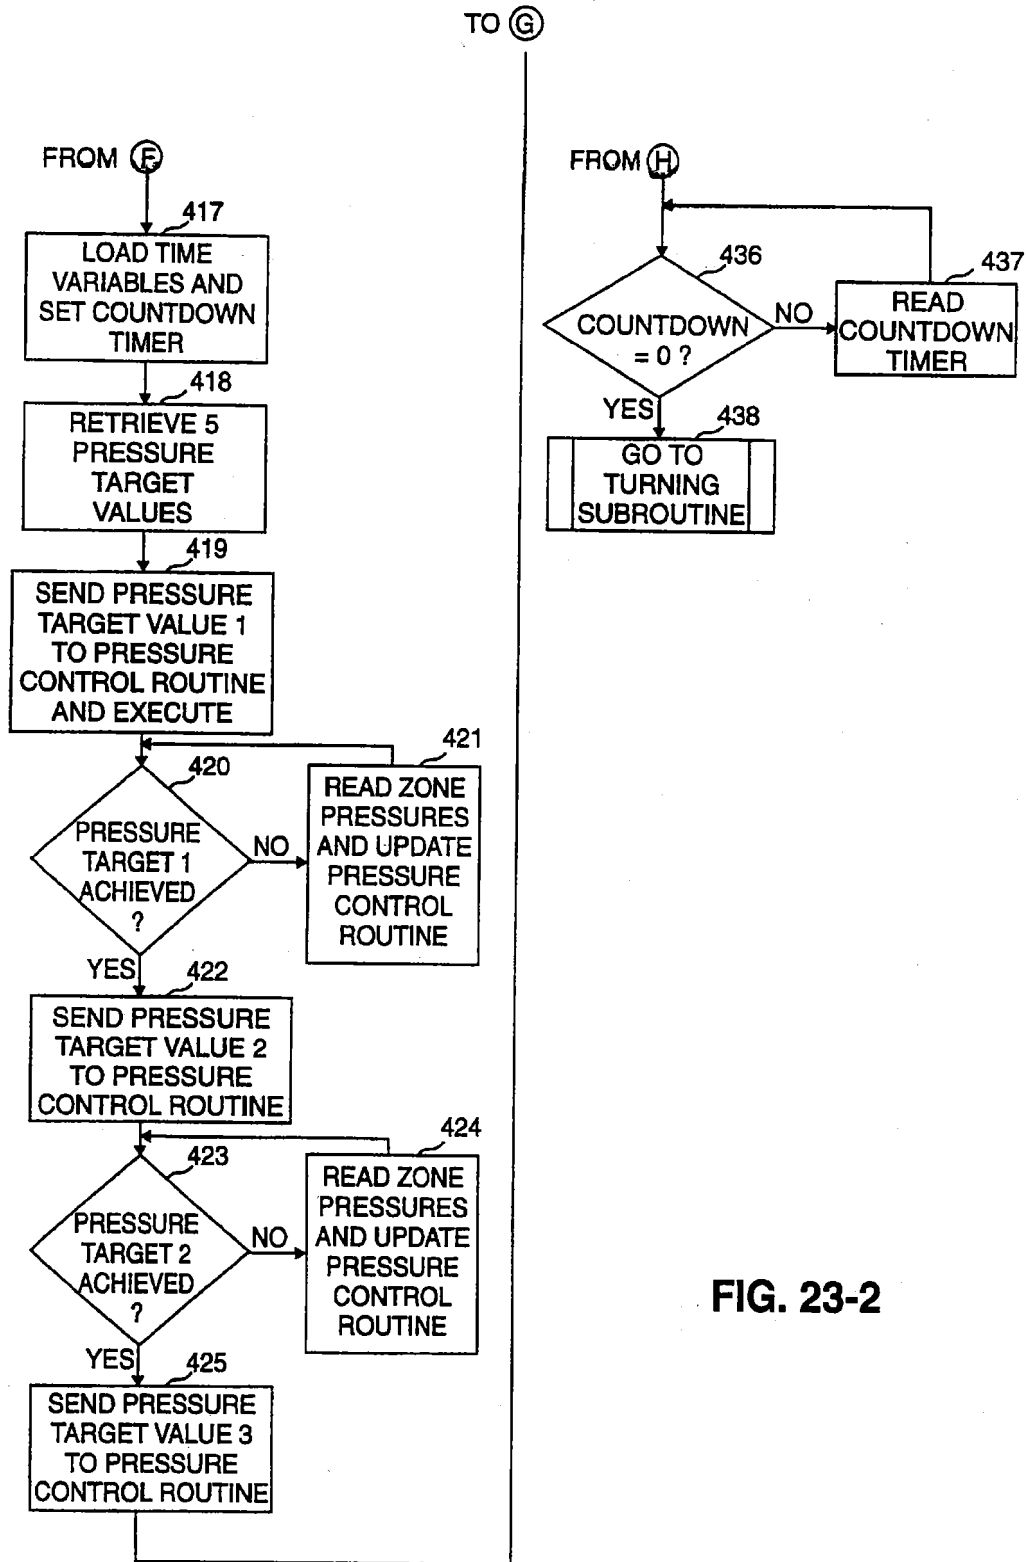 TO G
FROM F
417
LOAD TIME
VARIABLES AND
SET COUNTDOWN
TIMER
418
RETRIEVE 5
PRESSURE
TARGET
VALUES
419
SEND PRESSURE
TARGET VALUE 1
TO PRESSURE
CONTROL ROUTINE
AND EXECUTE
420
PRESSURE
TARGET 1
ACHIEVED
?
NO
421
READ ZONE
PRESSURES
AND UPDATE
PRESSURE
CONTROL
ROUTINE
YES
422
SEND PRESSURE
TARGET VALUE 2
TO PRESSURE
CONTROL ROUTINE
423
PRESSURE
TARGET 2
ACHIEVED
?
NO
424
READ ZONE
PRESSURES
AND UPDATE
PRESSURE
CONTROL
ROUTINE
YES
425
SEND PRESSURE
TARGET VALUE 3
TO PRESSURE
CONTROL ROUTINE
FROM H
436
COUNTDOWN
= 0 ?
NO
437
READ
COUNTDOWN
TIMER
YES
438
GO TO
TURNING
SUBROUTINE
FIG. 23-2